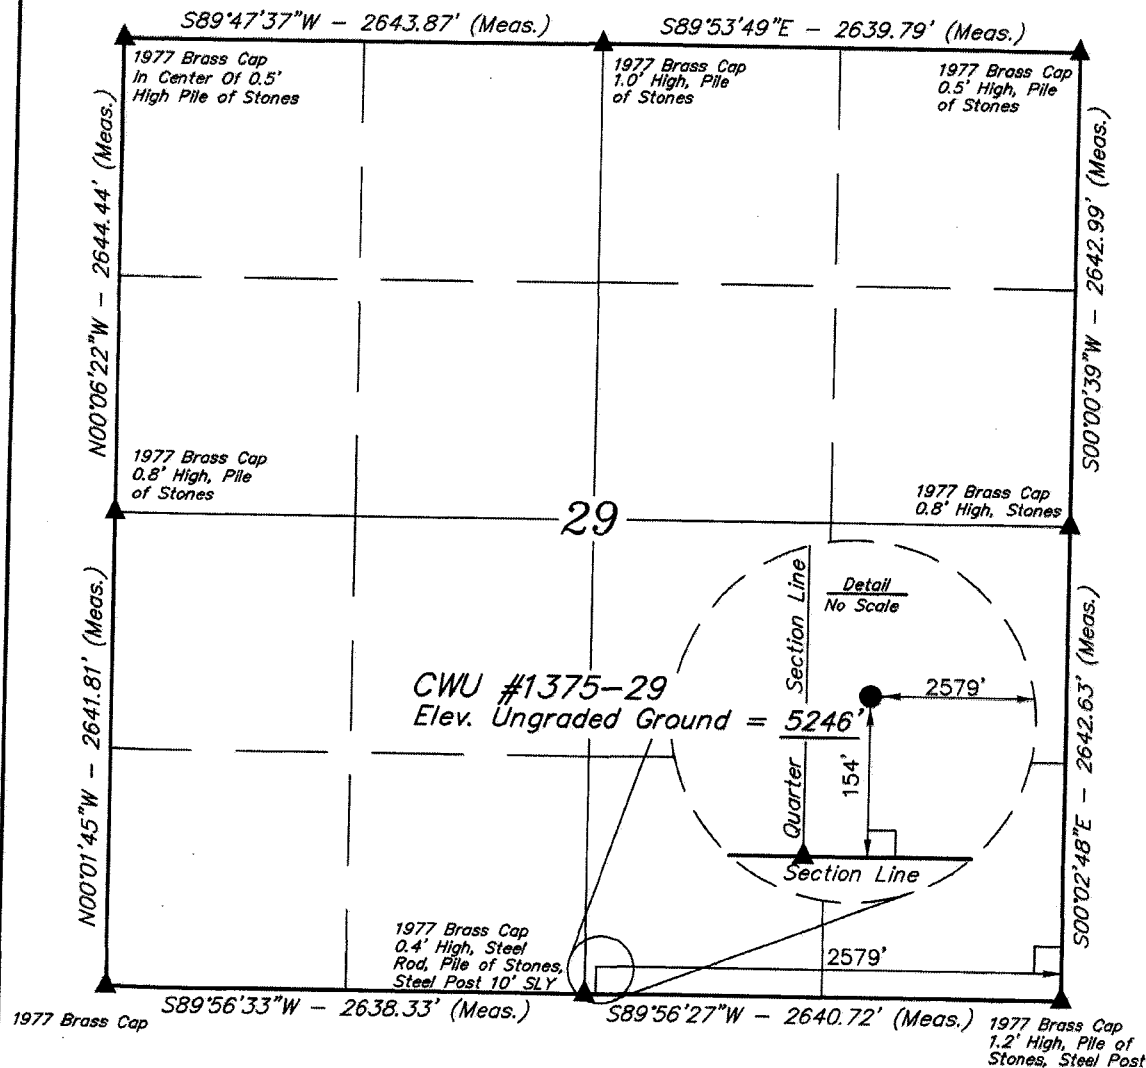 S89°47'37"W - 2643.87' (Meas.)
S89°53'49"E - 2639.79' (Meas.)
1977 Brass Cap
In Center Of 0.5'
High Pile of Stones
1977 Brass Cap
1.0' High, Pile
of Stones
1977 Brass Cap
0.5' High, Pile
of Stones
N00°06'22"W - 2644.44' (Meas.)
S00°00'39"W - 2642.99' (Meas.)
1977 Brass Cap
0.8' High, Pile
of Stones
1977 Brass Cap
0.8' High, Stones
29
Detail
No Scale
Quarter Section Line
CWU #1375-29
Elev. Ungraded Ground = 5246'
2579'
154'
Section Line
N00°01'45"W - 2641.81' (Meas.)
S00°02'48"E - 2642.63' (Meas.)
1977 Brass Cap
0.4' High, Steel
Rod, Pile of Stones,
Steel Post 10' SLY
2579'
S89°56'33"W - 2638.33' (Meas.)
S89°56'27"W - 2640.72' (Meas.)
1977 Brass Cap
1977 Brass Cap
1.2' High, Pile of
Stones, Steel Post